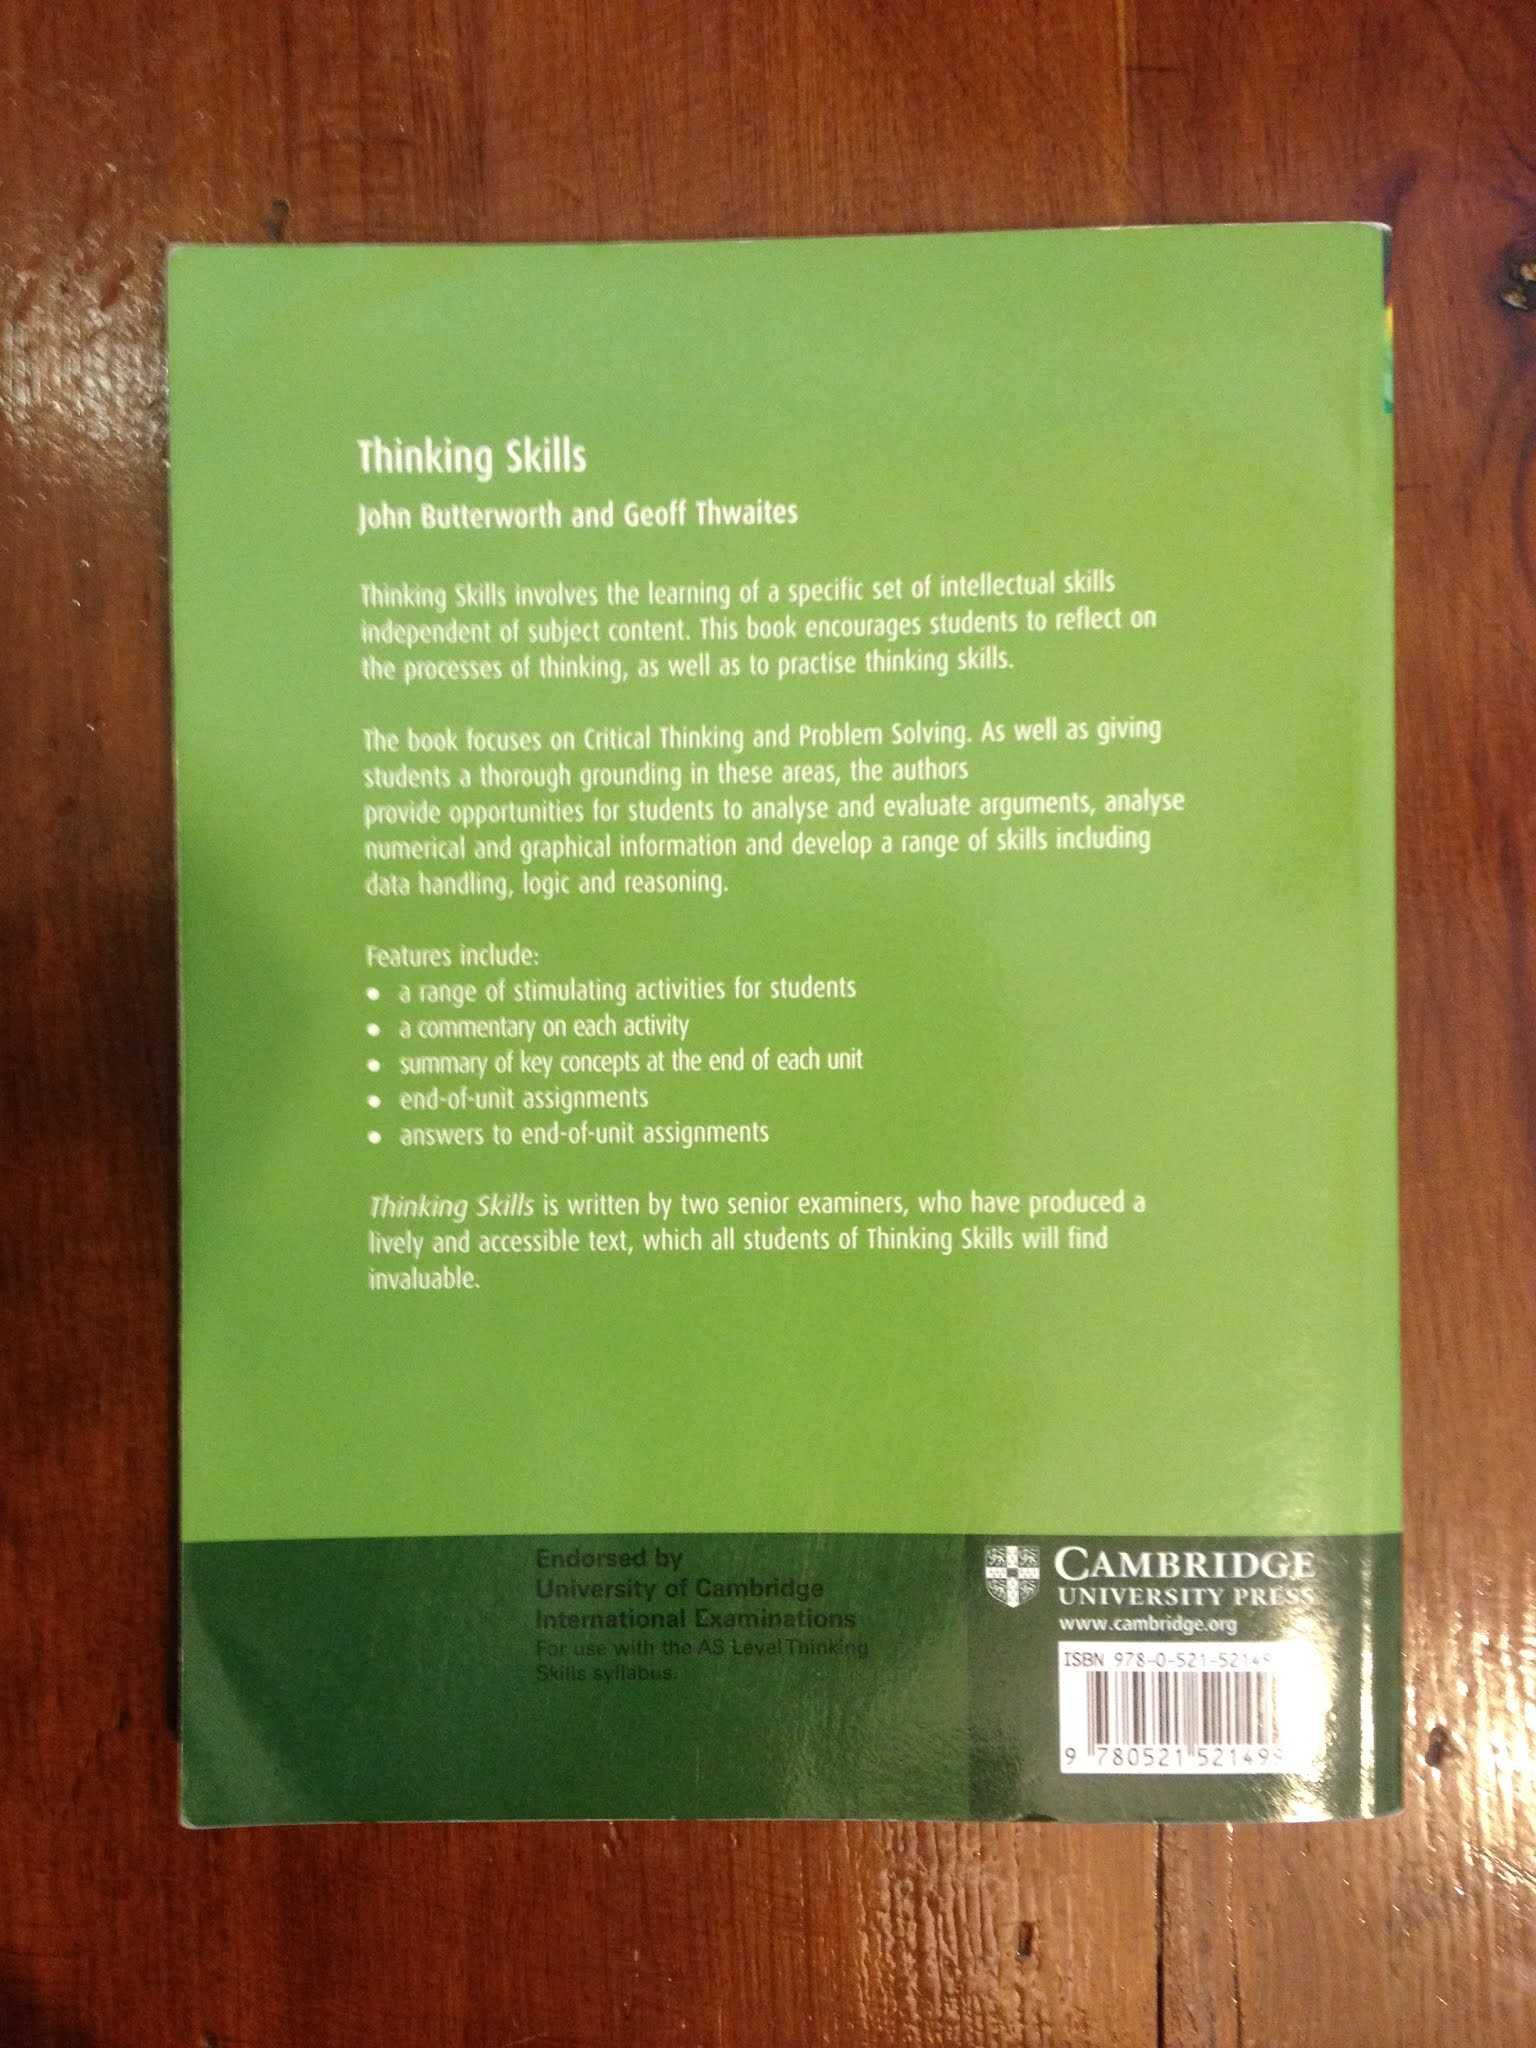 Thinking Skills
John Butterworth and Geoff Thwaites
Thinking Skills involves the learning of a specific set of intellectual skills
independent of subject content. This book encourages students to reflect on
the processes of thinking, as well as to practise thinking skills.
The book focuses on Critical Thinking and Problem Solving. As well as giving
students a thorough grounding in these areas, the authors
provide opportunities for students to analyse and evaluate arguments, analyse
numerical and graphical information and develop a range of skills including
data handling, logic and reasoning.
Features include:
• a range of stimulating activities for students
• a commentary on each activity
• summary of key concepts at the end of each unit
• end-of-unit assignments
• answers to end-of-unit assignments
Thinking Skills is written by two senior examiners, who have produced a
lively and accessible text, which all students of Thinking Skills will find
invaluable.
Endorsed by
University of Cambridge
International Examinations
For use with the AS Level Thinking
Skills syllabus.
CAMBRIDGE
UNIVERSITY PRESS
www.cambridge.org
ISBN 978-0-521-52149
9 780521 52149